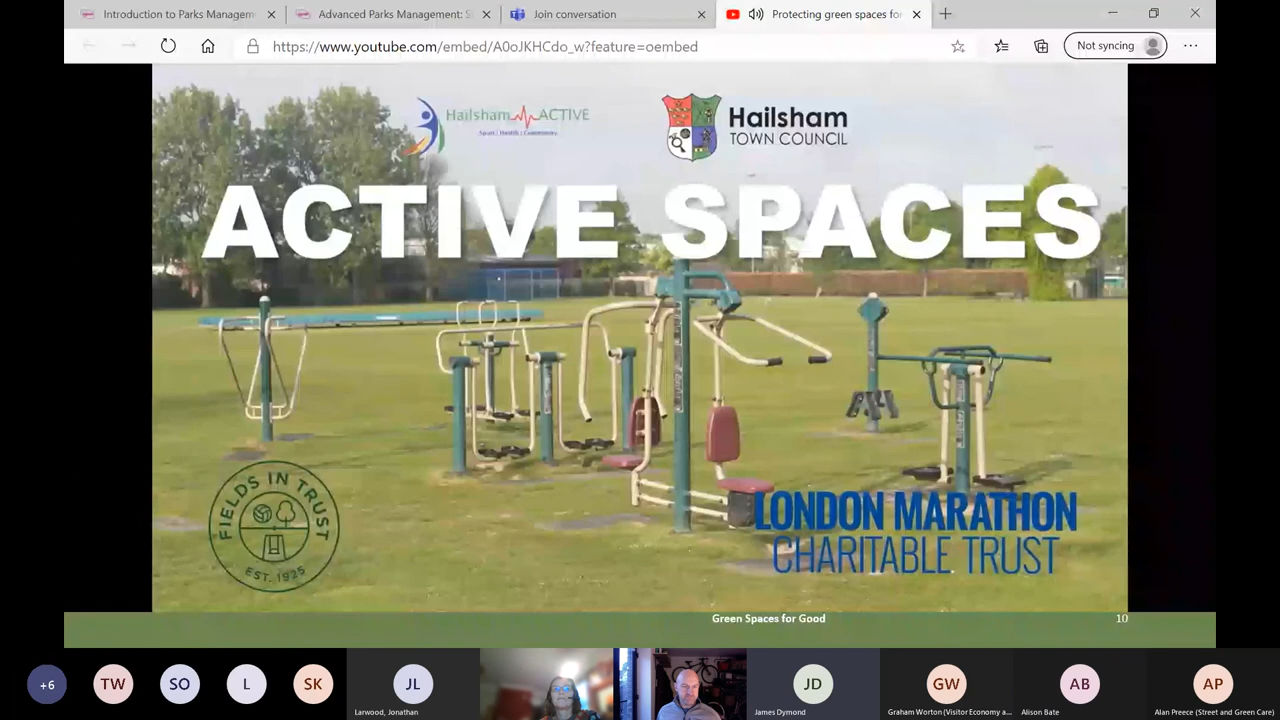 Introduction to Parks Managem
Advanced Parks Management: S
Join conversation
Protecting green spaces for
https://www.youtube.com/embed/A0oJKHCdo_w?feature=oembed
Not syncing
Hailsham ACTIVE
Sport | Health | Community
Hailsham
TOWN COUNCIL
ACTIVE SPACES
FIELDS IN TRUST
EST. 1925
LONDON MARATHON
CHARITABLE TRUST
Green Spaces for Good
10
+6
TW
SO
L
SK
JL
JD
GW
AB
AP
Larwood, Jonathan
James Dymond
Graham Worton (Visitor Economy a...
Alison Bate
Alan Preece (Street and Green Care)